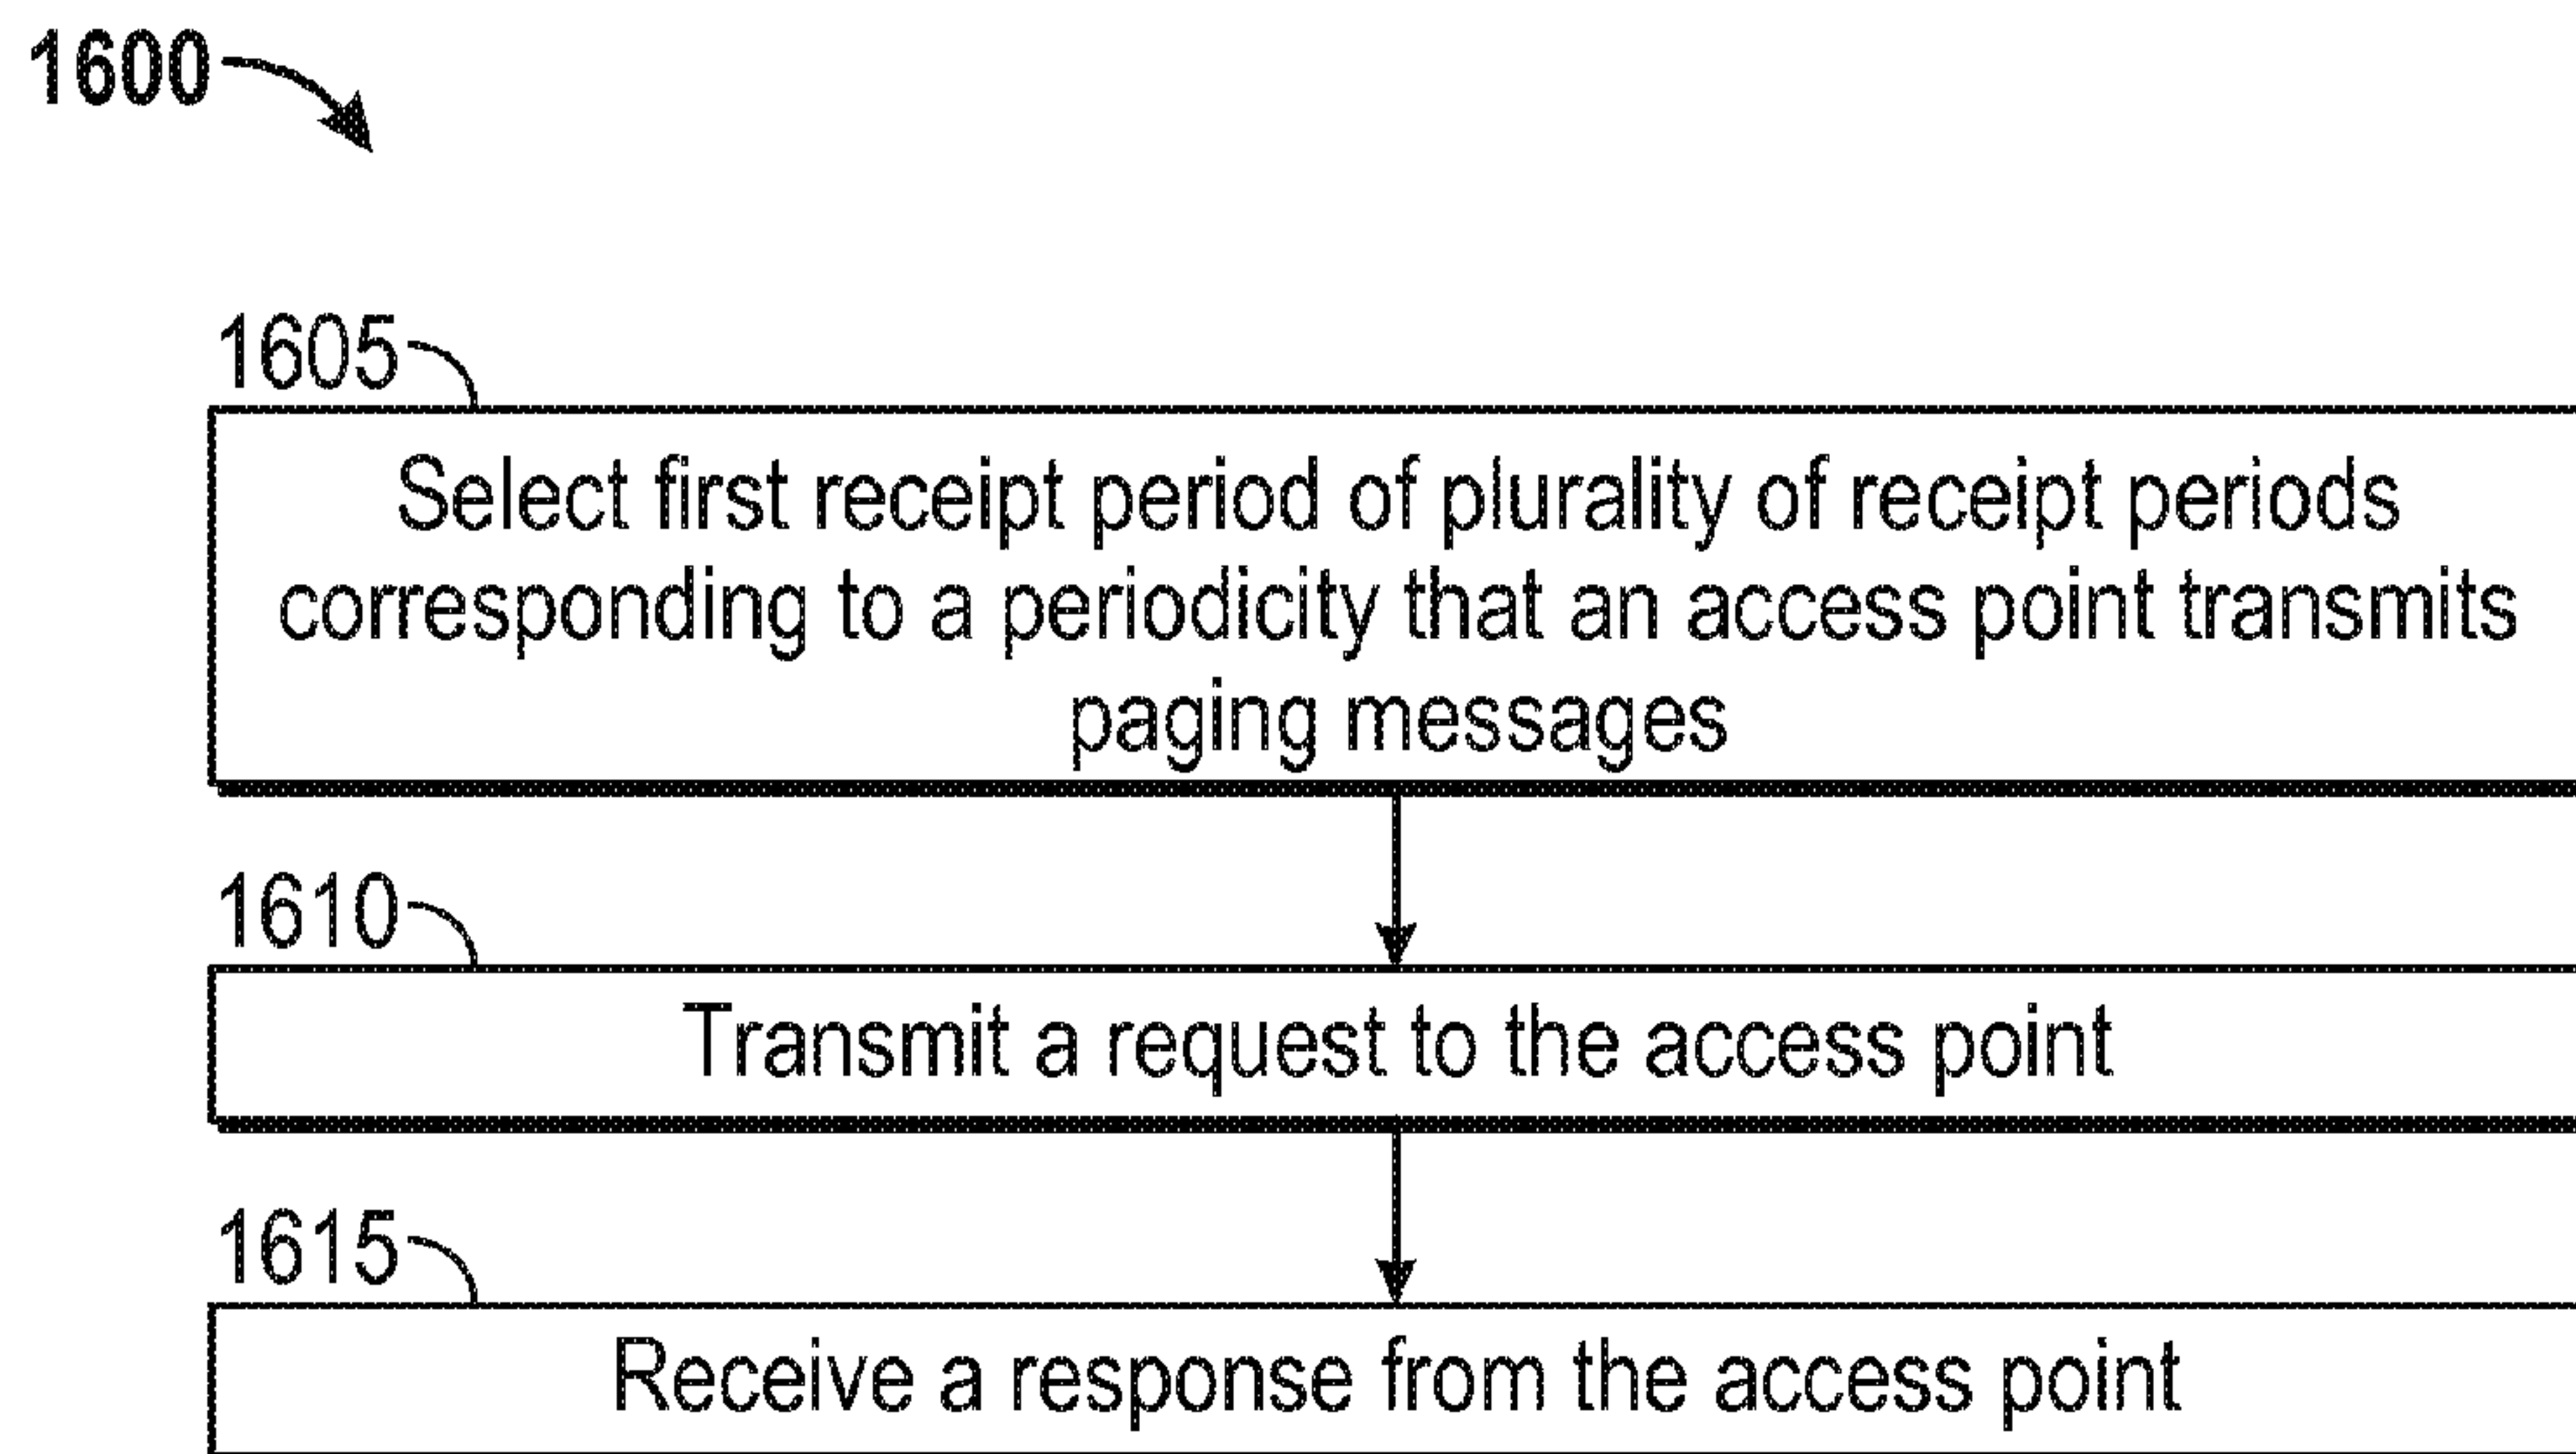 1600
1605
Select first receipt period of plurality of receipt periods
corresponding to a periodicity that an access point transmits
paging messages
1610
Transmit a request to the access point
1615
Receive a response from the access point